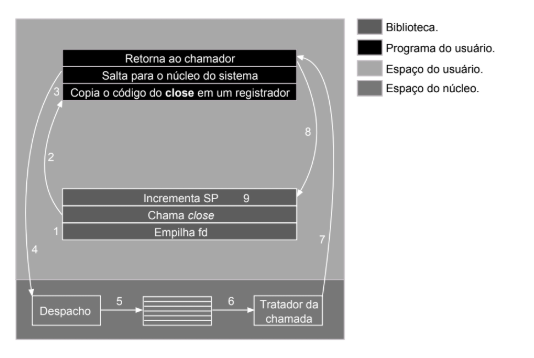 Retorna ao chamador
Salta para o núcleo do sistema
3 Copia o código do close em um registrador
2
8
Incrementa SP 9
Chama close
1 Empilha fd
4
7
Despacho
5
6
Tratador da
chamada
Biblioteca.
Programa do usuário.
Espaço do usuário.
Espaço do núcleo.